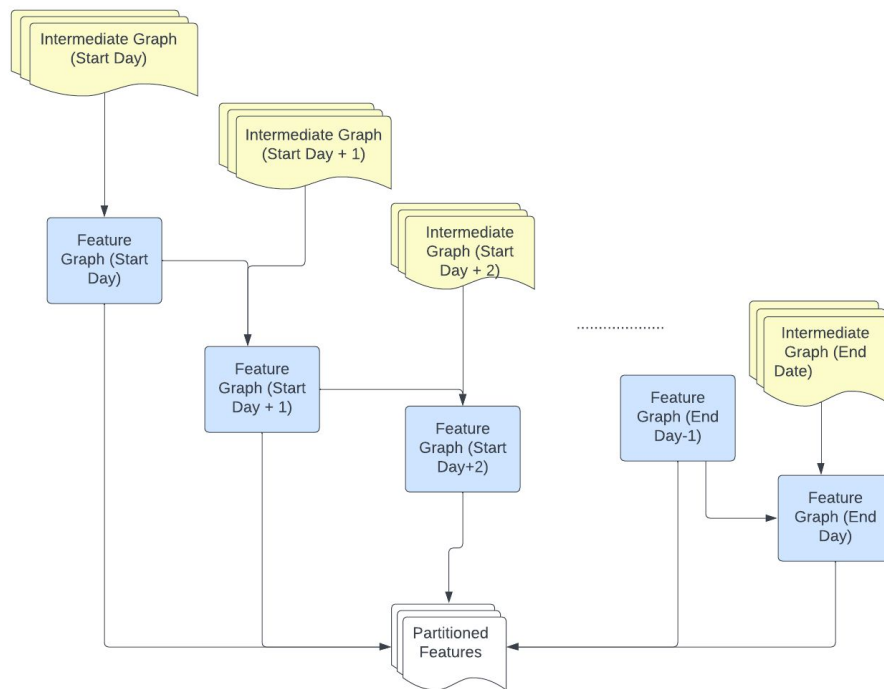 Intermediate Graph
(Start Day)
Intermediate Graph
(Start Day + 1)
Intermediate
Graph (Start
Day + 2)
Feature
Graph (Start
Day)
Feature
Graph (Start
Day + 1)
Feature
Graph (Start
Day+2)
Feature
Graph (End
Day-1)
Intermediate
Graph (End
Date)
Feature
Graph (End
Day)
Partitioned
Features